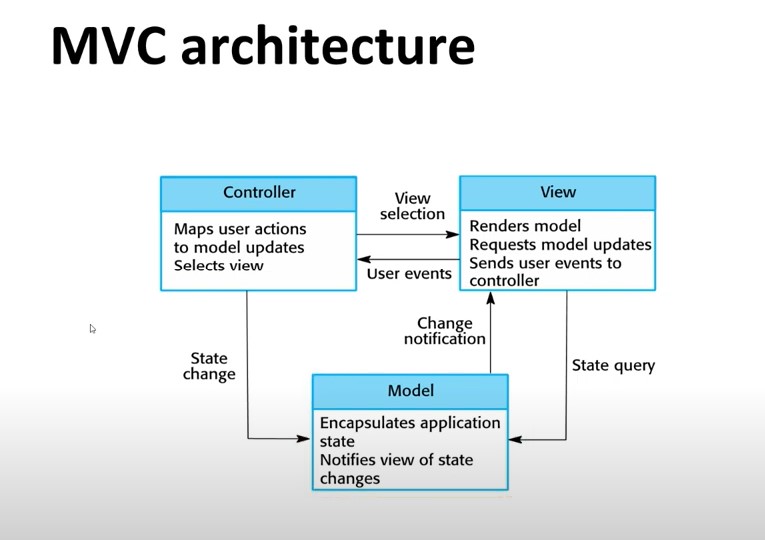 MVC architecture
Controller
Maps user actions
to model updates
Selects view
View
selection
User events
View
Renders model
Requests model updates
Sends user events to
controller
State
change
Change
notification
State query
Model
Encapsulates application
state
Notifies view of state
changes